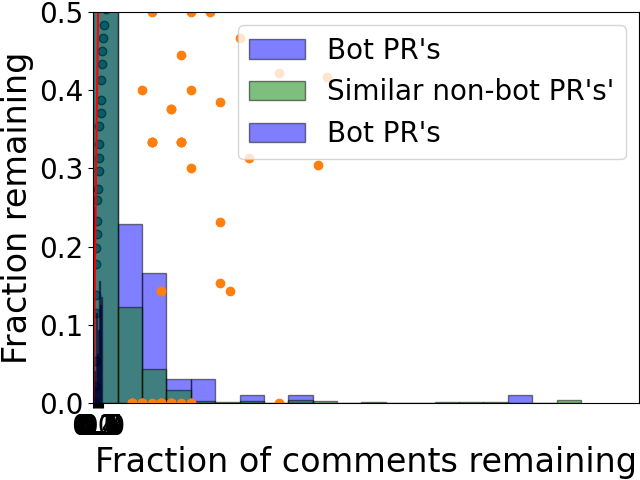 Bot PR's
Similar non-bot PR's'
Bot PR's
0.5
0.4
0.3
0.2
0.1
0.0
Fraction remaining
Fraction of comments remaining